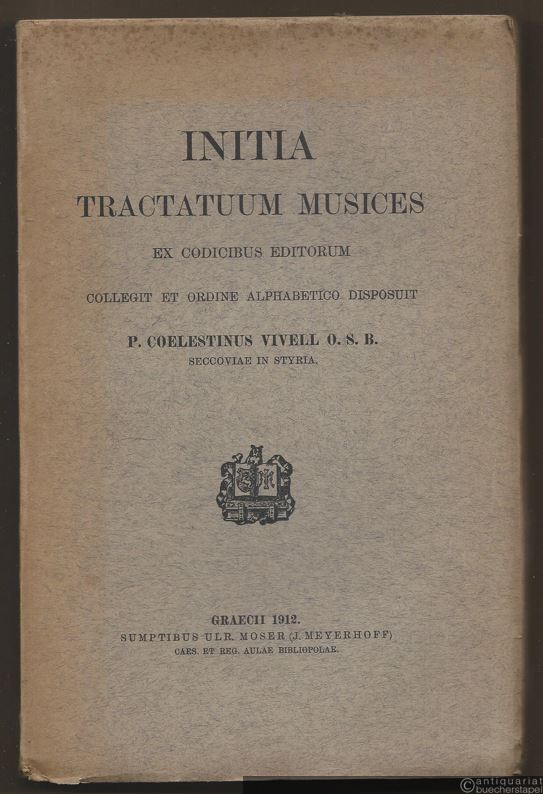 INITIA
TRACTATUUM MUSICES
EX CODICIBUS EDITORUM
COLLEGIT ET ORDINE ALPHABETICO DISPOSUIT
P. COELESTINUS VIVELL O. S. B.
SECCOVIAE IN STYRIA.
GRAECII 1912.
SUMPTIBUS ULR. MOSER (J. MEYERHOFF)
CAES. ET REG. AULAE BIBLIOPOLAE.
antiquariat
buecherstapel